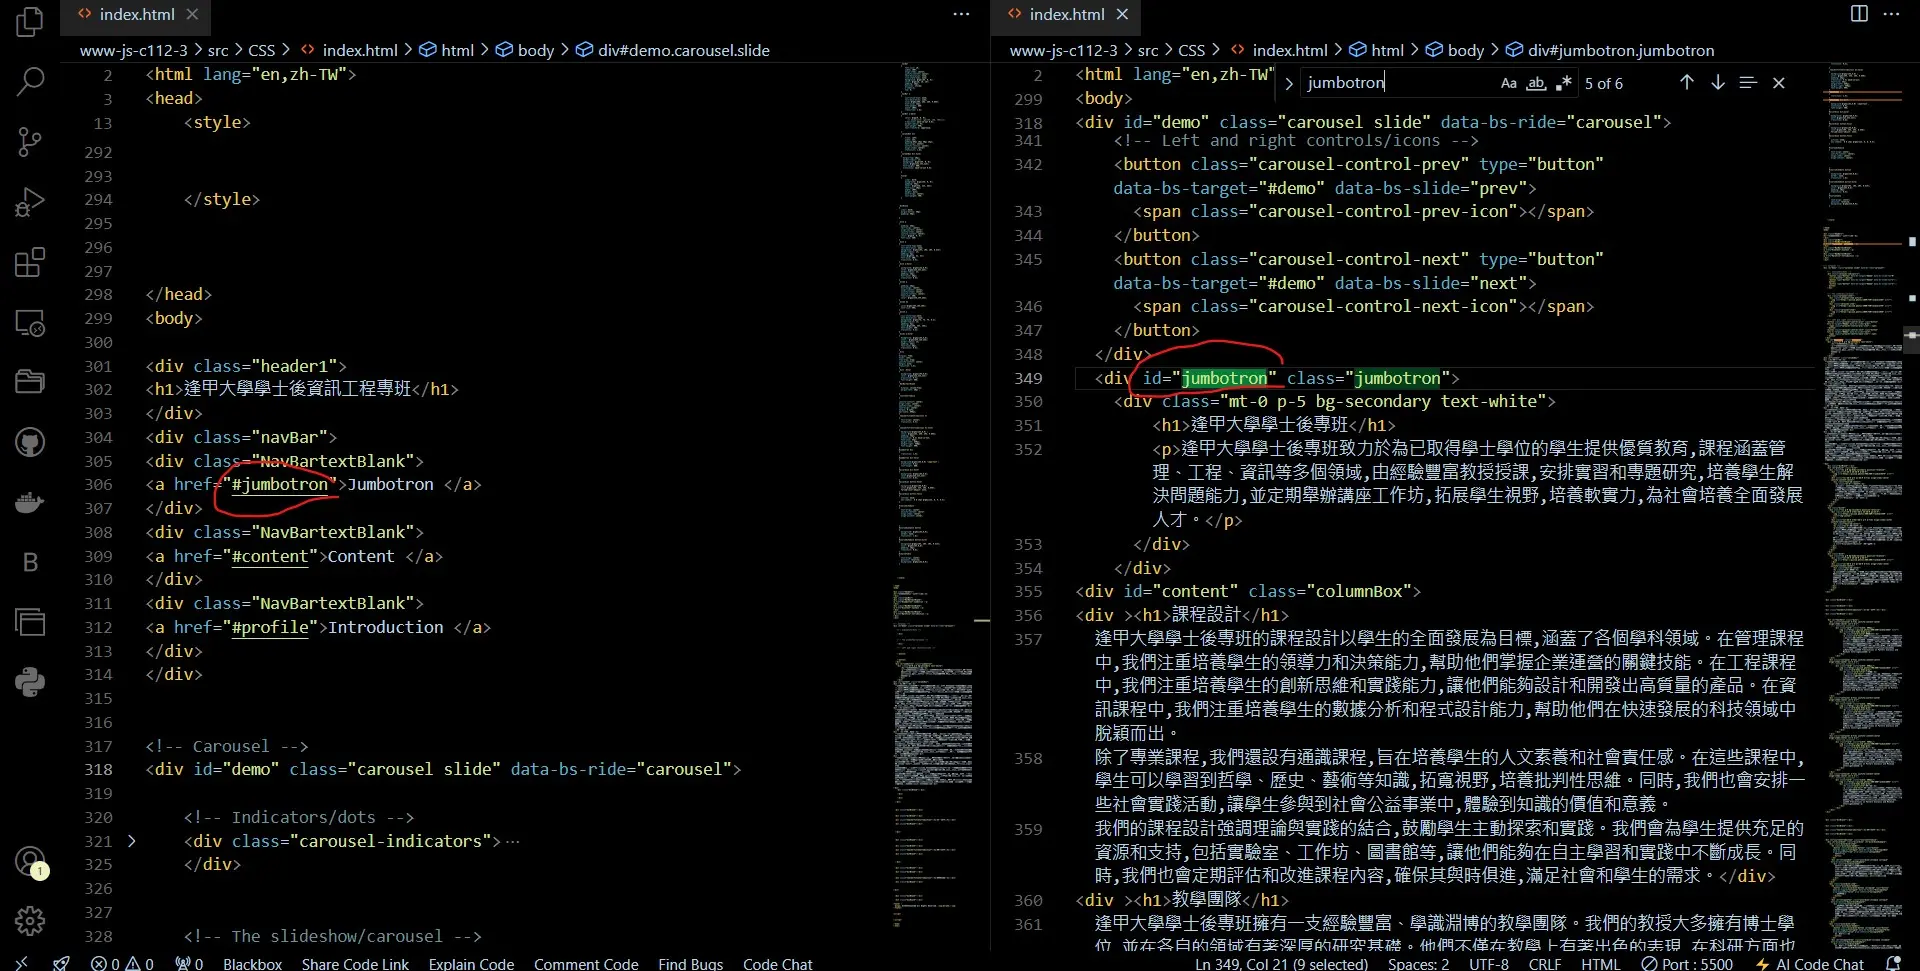 index.html
www-js-c112-3 > src > CSS > index.html > html > body > div#demo.carousel.slide
2 <html lang="en,zh-TW">
3 <head>
13 <style>
292
293
294 </style>
295
296
297
298 </head>
299 <body>
300
301 <div class="header1">
302 <h1>逢甲大學學士後資訊工程專班</h1>
303 </div>
304 <div class="navBar">
305 <div class="NavBartextBlank">
306 <a href="#jumbotron">Jumbotron </a>
307 </div>
308 <div class="NavBartextBlank">
309 <a href="#content">Content </a>
310 </div>
311 <div class="NavBartextBlank">
312 <a href="#profile">Introduction </a>
313 </div>
314 </div>
315
316
317 <!-- Carousel -->
318 <div id="demo" class="carousel slide" data-bs-ride="carousel">
319
320 <!-- Indicators/dots -->
321 <div class="carousel-indicators">…
325 </div>
326
327
328 <!-- The slideshow/carousel -->
index.html
www-js-c112-3 > src > CSS > index.html > html > body > div#jumbotron.jumbotron
jumbotron Aa ab .* 5 of 6
2 <html lang="en,zh-TW"
299 <body>
318 <div id="demo" class="carousel slide" data-bs-ride="carousel">
341 <!-- Left and right controls/icons -->
342 <button class="carousel-control-prev" type="button"
data-bs-target="#demo" data-bs-slide="prev">
343 <span class="carousel-control-prev-icon"></span>
344 </button>
345 <button class="carousel-control-next" type="button"
data-bs-target="#demo" data-bs-slide="next">
346 <span class="carousel-control-next-icon"></span>
347 </button>
348 </div>
349 <div id="jumbotron" class="jumbotron">
350 <div class="mt-0 p-5 bg-secondary text-white">
351 <h1>逢甲大學學士後專班</h1>
352 <p>逢甲大學學士後專班致力於為已取得學士學位的學生提供優質教育,課程涵蓋管
理、工程、資訊等多個領域,由經驗豐富教授授課,安排實習和專題研究,培養學生解
決問題能力,並定期舉辦講座工作坊,拓展學生視野,培養軟實力,為社會培養全面發展
人才。</p>
353 </div>
354 </div>
355 <div id="content" class="columnBox">
356 <div ><h1>課程設計</h1>
357 逢甲大學學士後專班的課程設計以學生的全面發展為目標,涵蓋了各個學科領域。在管理課程
中,我們注重培養學生的領導力和決策能力,幫助他們掌握企業運營的關鍵技能。在工程課程
中,我們注重培養學生的創新思維和實踐能力,讓他們能夠設計和開發出高質量的產品。在資
訊課程中,我們注重培養學生的數據分析和程式設計能力,幫助他們在快速發展的科技領域中
脫穎而出。
358 除了專業課程,我們還設有通識課程,旨在培養學生的人文素養和社會責任感。在這些課程中,
學生可以學習到哲學、歷史、藝術等知識,拓寬視野,培養批判性思維。同時,我們也會安排一
些社會實踐活動,讓學生參與到社會公益事業中,體驗到知識的價值和意義。
359 我們的課程設計強調理論與實踐的結合,鼓勵學生主動探索和實踐。我們會為學生提供充足的
資源和支持,包括實驗室、工作坊、圖書館等,讓他們能夠在自主學習和實踐中不斷成長。同
時,我們也會定期評估和改進課程內容,確保其與時俱進,滿足社會和學生的需求。</div>
360 <div ><h1>教學團隊</h1>
361 逢甲大學學士後專班擁有一支經驗豐富、學識淵博的教學團隊。我們的教授大多擁有博士學
位,並在各自的領域有著深厚的研究基礎。他們不僅在教學上有著出色的表現,在科研方面也
B
1
0 0 0 Blackbox Share Code Link Explain Code Comment Code Find Bugs Code Chat
Ln 349, Col 21 (9 selected) Spaces: 2 UTF-8 CRLF HTML Port : 5500 AI Code Chat